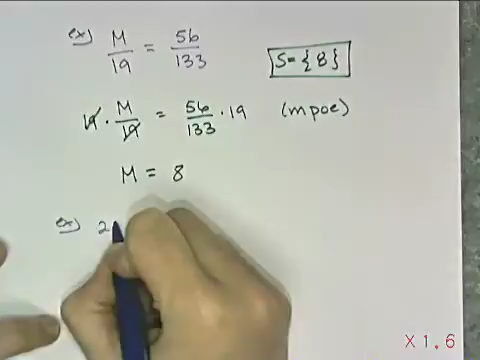 ex) M/19 = 56/133
S = { 8 }
19 · M/19 = 56/133 · 19 (mpoe)
M = 8
ex) 2
X1.6